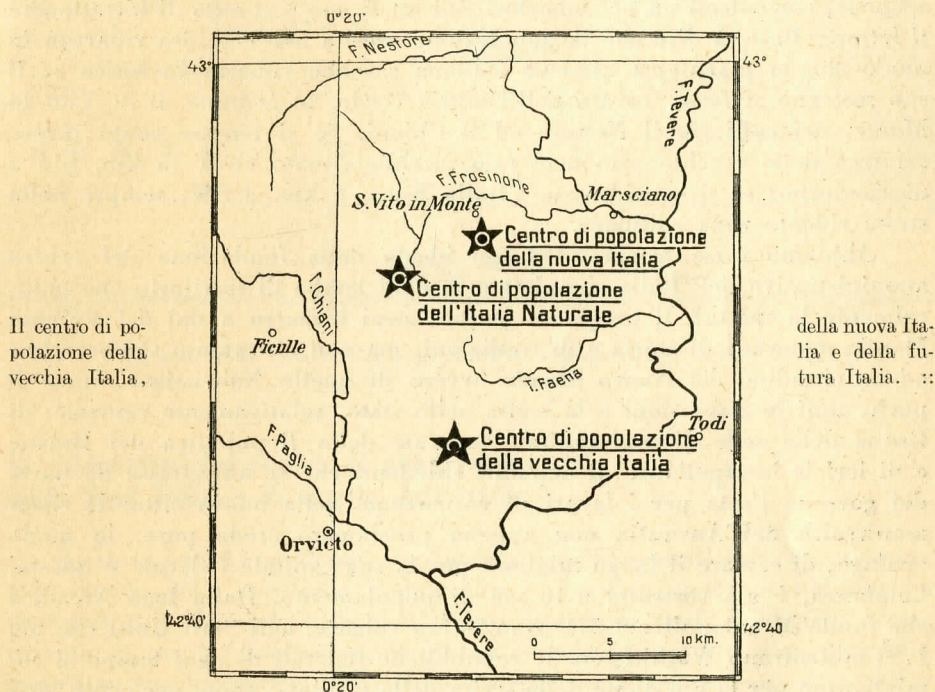 0°20'
43°
43°
F. Nestore
F. Tevere
F. Frosinone
S. Vito in Monte
Marsciano
Centro di popolazione
della nuova Italia
Centro di popolazione
dell'Italia Naturale
T. Chiani
Ficulle
T. Faena
Il centro di po-
polazione della
vecchia Italia,
della nuova Ita-
lia e della fu-
tura Italia. ::
Todi
Centro di popolazione
della vecchia Italia
F. Paglia
Orvieto
F. Tevere
42°40'
42°40'
0 5 10 km.
0°20'